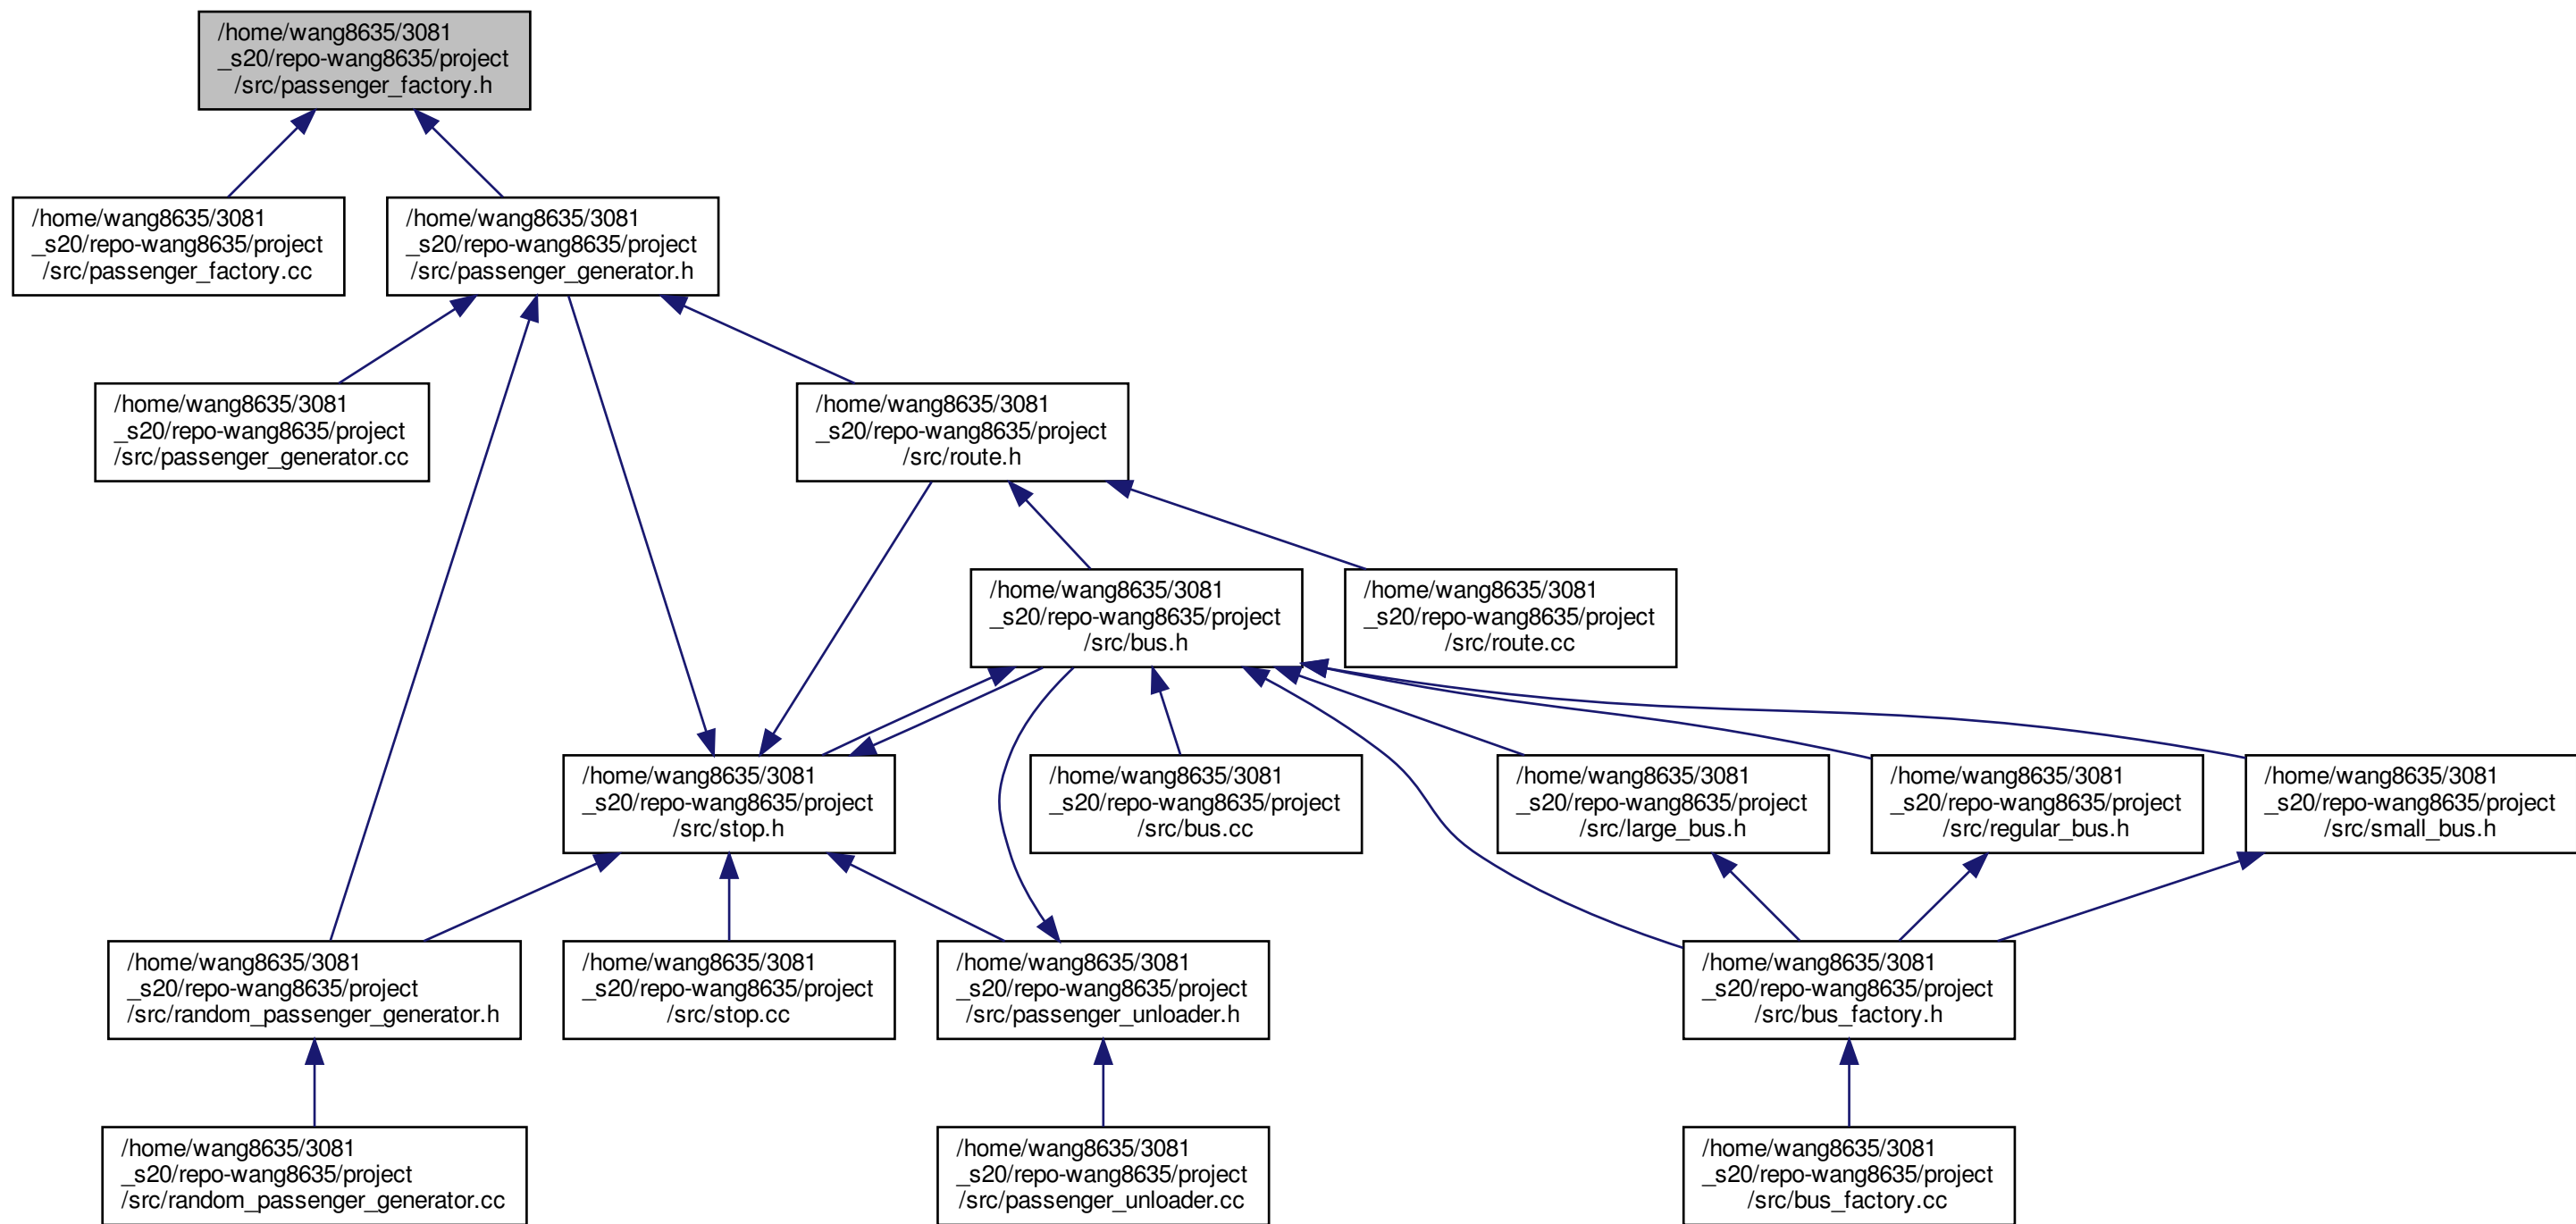 /home/wang8635/3081
_s20/repo-wang8635/project
/src/passenger_factory.h
/home/wang8635/3081
_s20/repo-wang8635/project
/src/passenger_factory.cc
/home/wang8635/3081
_s20/repo-wang8635/project
/src/passenger_generator.h
/home/wang8635/3081
_s20/repo-wang8635/project
/src/passenger_generator.cc
/home/wang8635/3081
_s20/repo-wang8635/project
/src/route.h
/home/wang8635/3081
_s20/repo-wang8635/project
/src/bus.h
/home/wang8635/3081
_s20/repo-wang8635/project
/src/route.cc
/home/wang8635/3081
_s20/repo-wang8635/project
/src/stop.h
/home/wang8635/3081
_s20/repo-wang8635/project
/src/bus.cc
/home/wang8635/3081
_s20/repo-wang8635/project
/src/large_bus.h
/home/wang8635/3081
_s20/repo-wang8635/project
/src/regular_bus.h
/home/wang8635/3081
_s20/repo-wang8635/project
/src/small_bus.h
/home/wang8635/3081
_s20/repo-wang8635/project
/src/random_passenger_generator.h
/home/wang8635/3081
_s20/repo-wang8635/project
/src/stop.cc
/home/wang8635/3081
_s20/repo-wang8635/project
/src/passenger_unloader.h
/home/wang8635/3081
_s20/repo-wang8635/project
/src/bus_factory.h
/home/wang8635/3081
_s20/repo-wang8635/project
/src/random_passenger_generator.cc
/home/wang8635/3081
_s20/repo-wang8635/project
/src/passenger_unloader.cc
/home/wang8635/3081
_s20/repo-wang8635/project
/src/bus_factory.cc